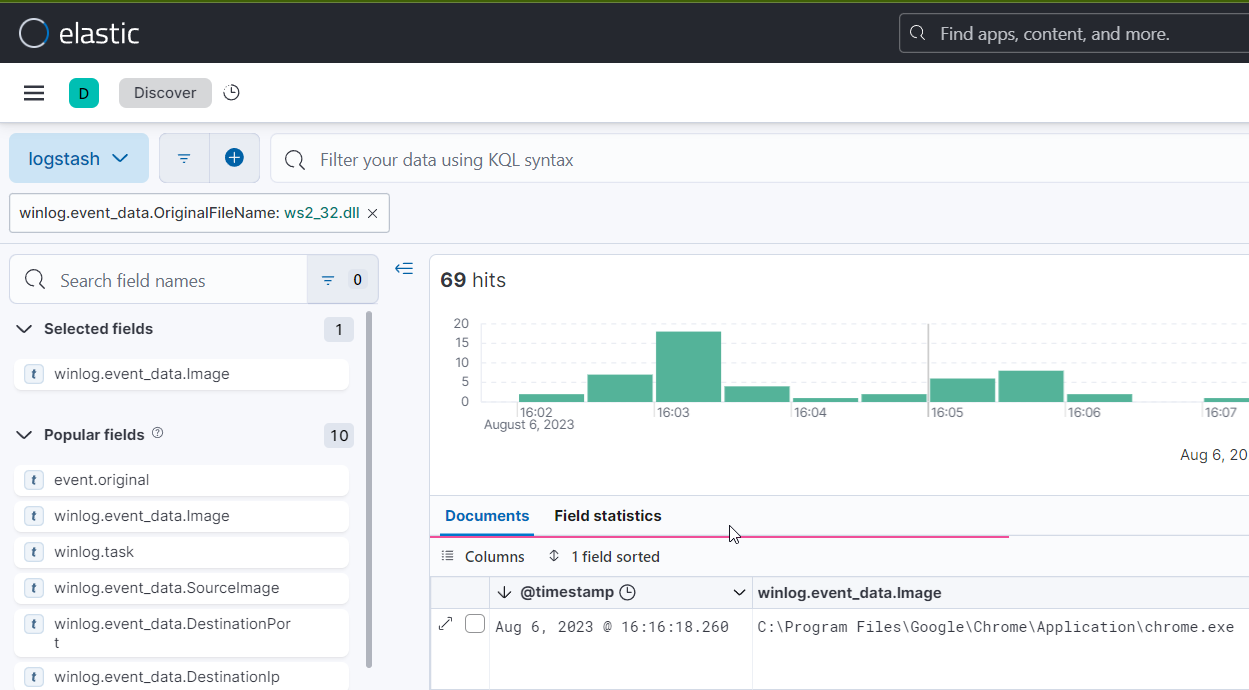 elastic
Find apps, content, and more.
D
Discover
logstash
Filter your data using KQL syntax
winlog.event_data.OriginalFileName: ws2_32.dll
Search field names
0
Selected fields
1
t winlog.event_data.Image
Popular fields
10
t event.original
t winlog.event_data.Image
t winlog.task
t winlog.event_data.SourceImage
t winlog.event_data.DestinationPor
t
t winlog.event_data.DestinationIp
69 hits
20
15
10
5
0
16:02 16:03 16:04 16:05 16:06 16:07
August 6, 2023
Aug 6, 20
Documents Field statistics
Columns 1 field sorted
@timestamp winlog.event_data.Image
Aug 6, 2023 @ 16:16:18.260 C:\Program Files\Google\Chrome\Application\chrome.exe